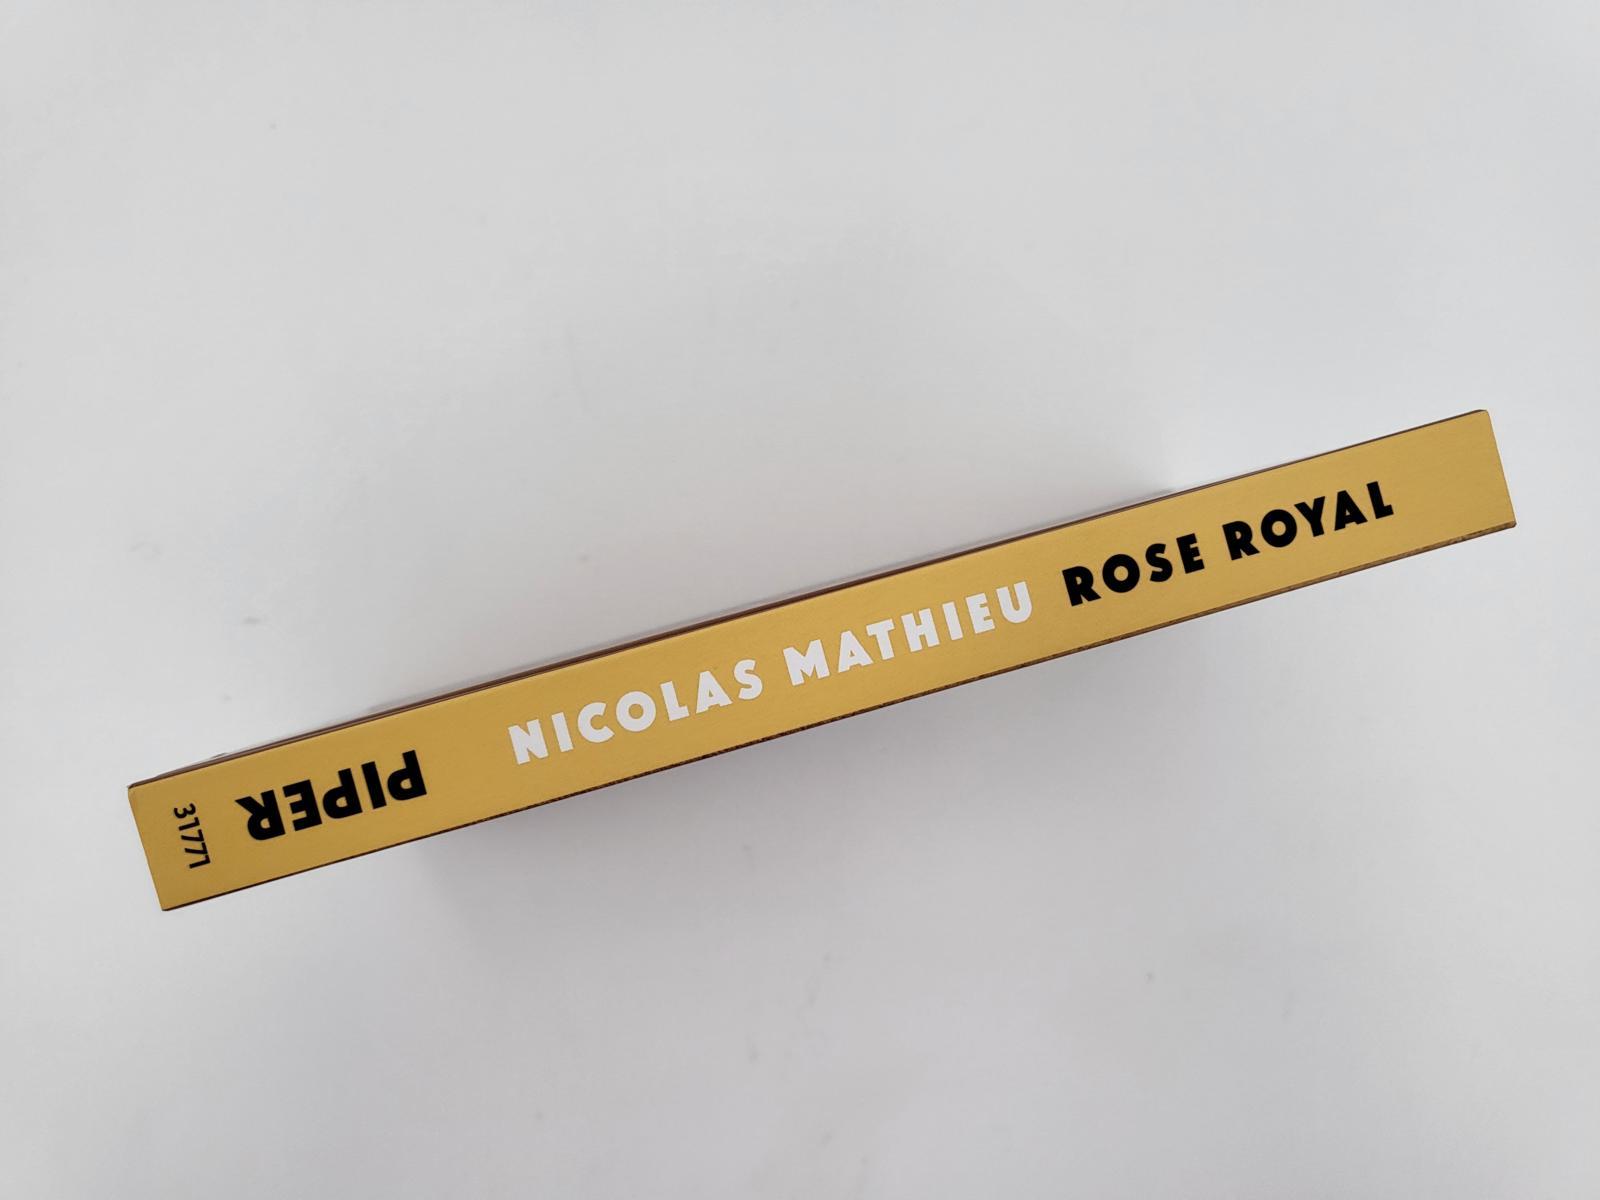 NICOLAS MATHIEU ROSE ROYAL
PIPER
31771